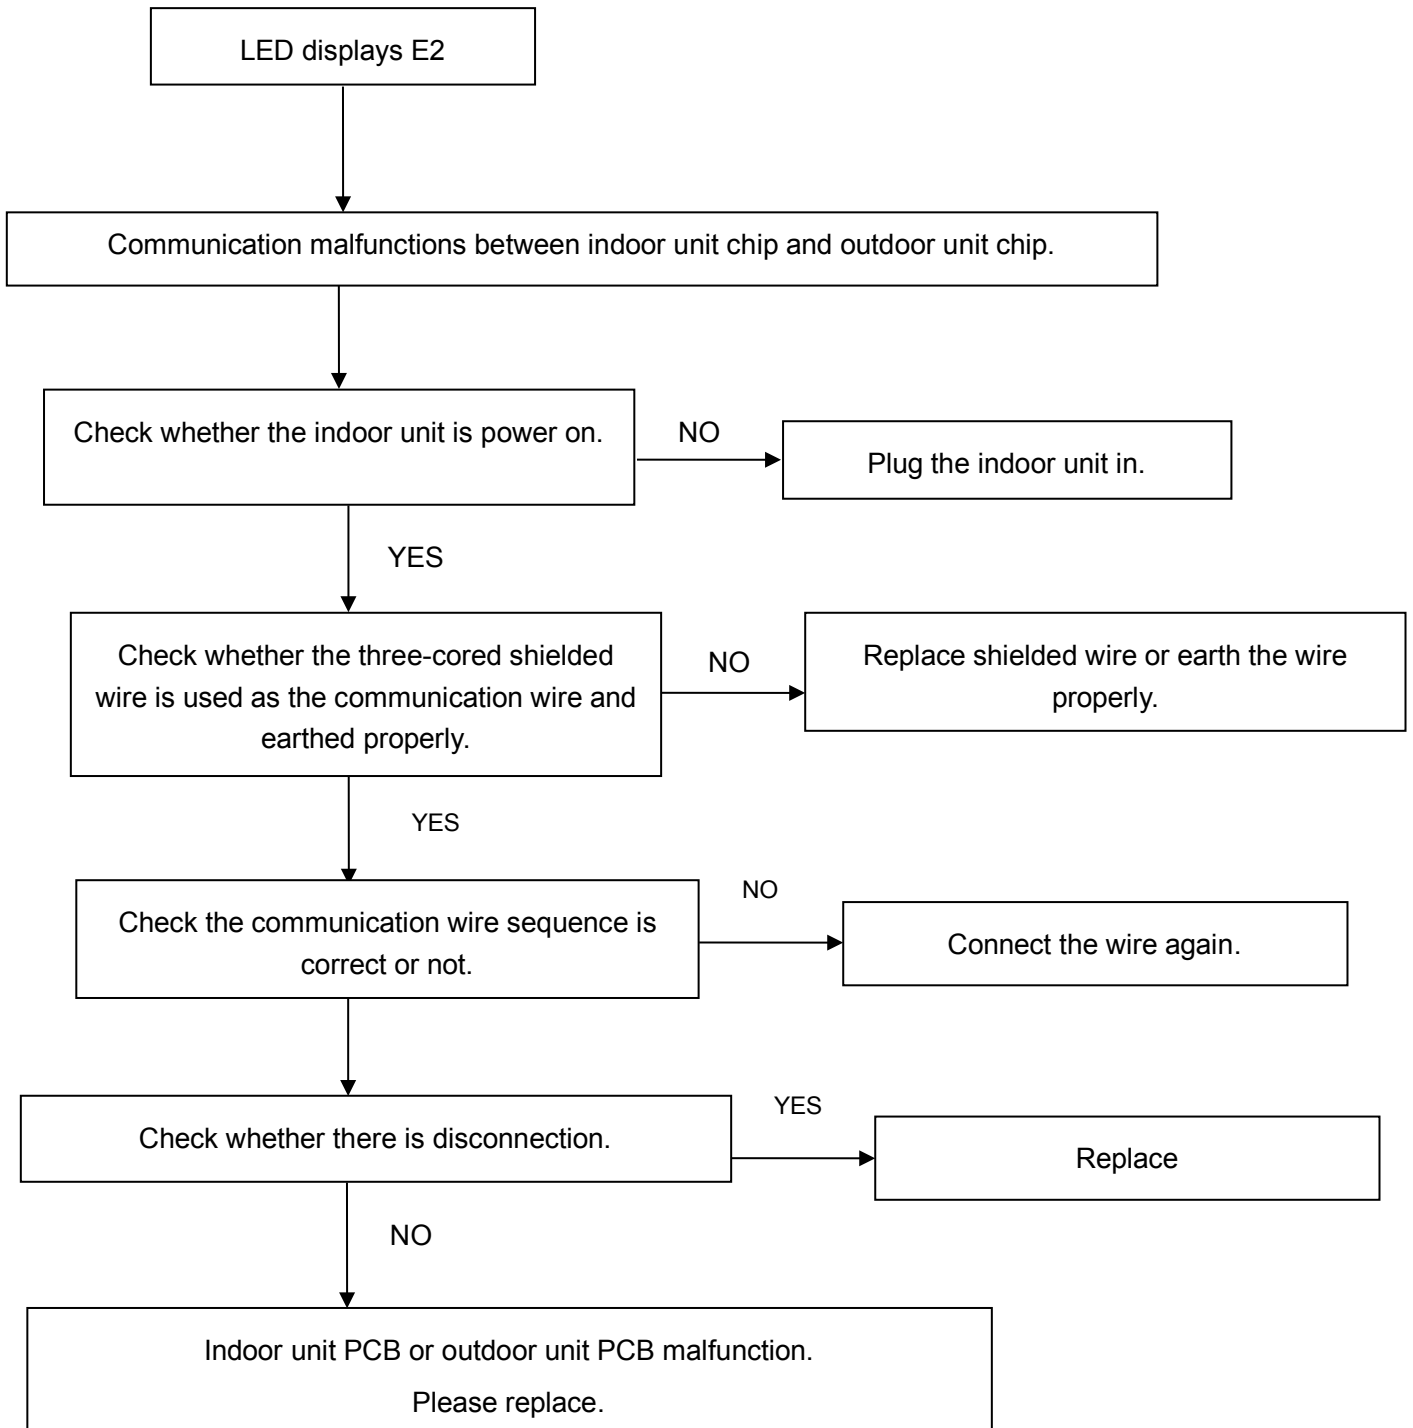 LED displays E2
Communication malfunctions between indoor unit chip and outdoor unit chip.
Check whether the indoor unit is power on.
NO
Plug the indoor unit in.
YES
Check whether the three-cored shielded
wire is used as the communication wire and
earthed properly.
NO
Replace shielded wire or earth the wire
properly.
YES
Check the communication wire sequence is
correct or not.
NO
Connect the wire again.
Check whether there is disconnection.
YES
Replace
NO
Indoor unit PCB or outdoor unit PCB malfunction.
Please replace.